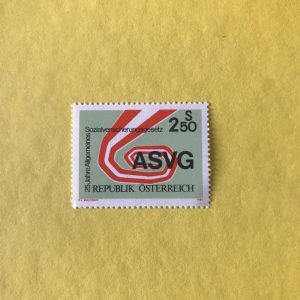 25 Jahre Allgemeines
Sozialversicherungsgesetz
S
2.50
ASVG
REPUBLIK ÖSTERREICH